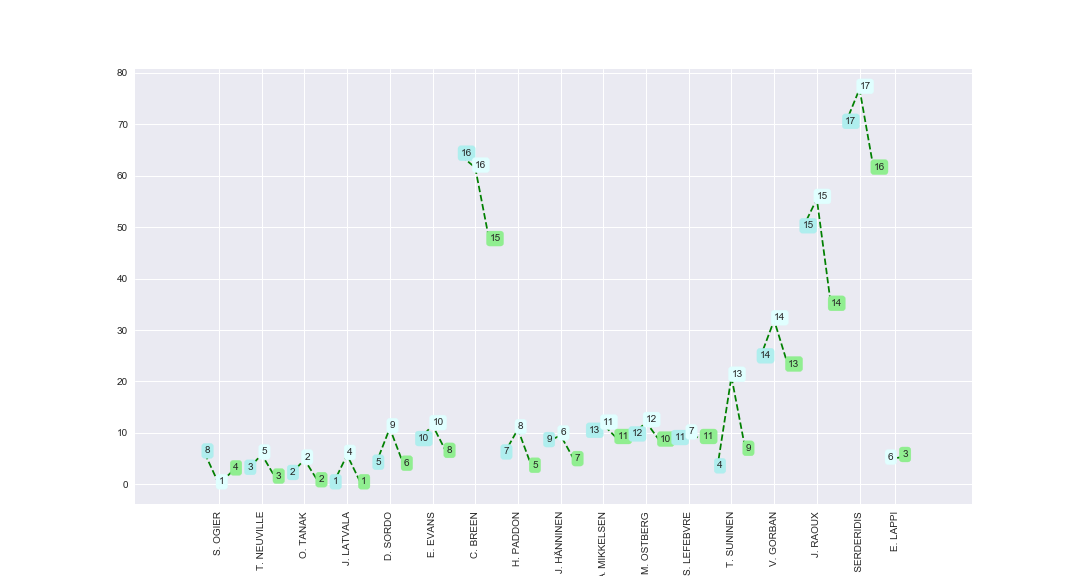 80
70
60
50
40
30
20
10
0
8 1 4
3 5 3
2 2 2
1 4 1
5 9 6
10 10 8
16 16 15
7 8 5
9 6 7
13 11 11
12 12 10
11 7 11
4 13 9
14 14 13
15 15 14
17 17 16
6 3
S. OGIER
T. NEUVILLE
O. TANAK
J. LATVALA
D. SORDO
E. EVANS
C. BREEN
H. PADDON
J. HANNINEN
. MIKKELSEN
M. OSTBERG
S. LEFEBVRE
T. SUNINEN
V. GORBAN
J. RAOUX
SERDERIDIS
E. LAPPI